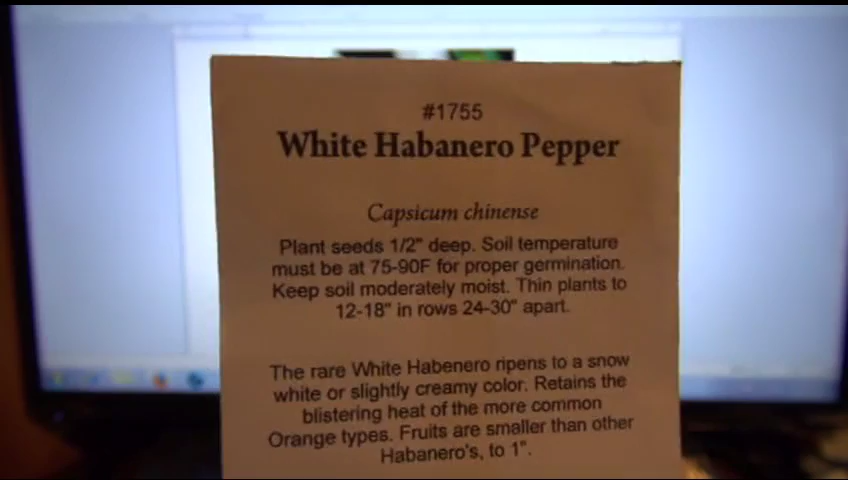 #1755
White Habanero Pepper
Capsicum chinense
Plant seeds 1/2" deep. Soil temperature
must be at 75-90F for proper germination.
Keep soil moderately moist. Thin plants to
12-18" in rows 24-30" apart.
The rare White Habenero ripens to a snow
white or slightly creamy color. Retains the
blistering heat of the more common
Orange types. Fruits are smaller than other
Habanero's, to 1".